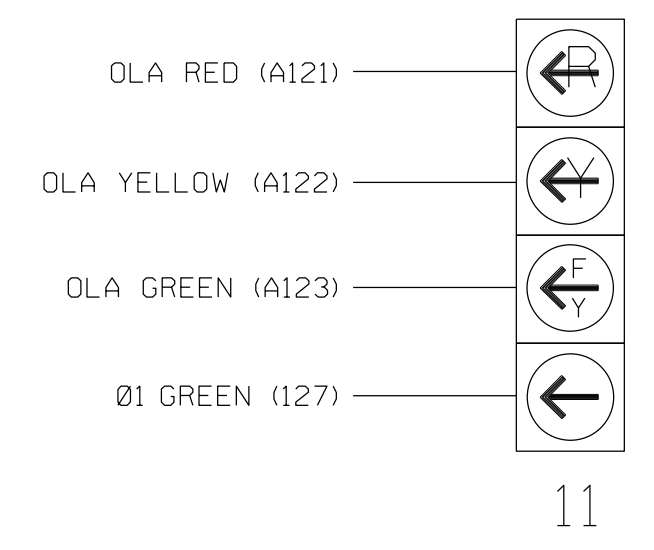 OLA RED (A121)
R
OLA YELLOW (A122)
Y
OLA GREEN (A123)
F
Y
Ø1 GREEN (127)
11